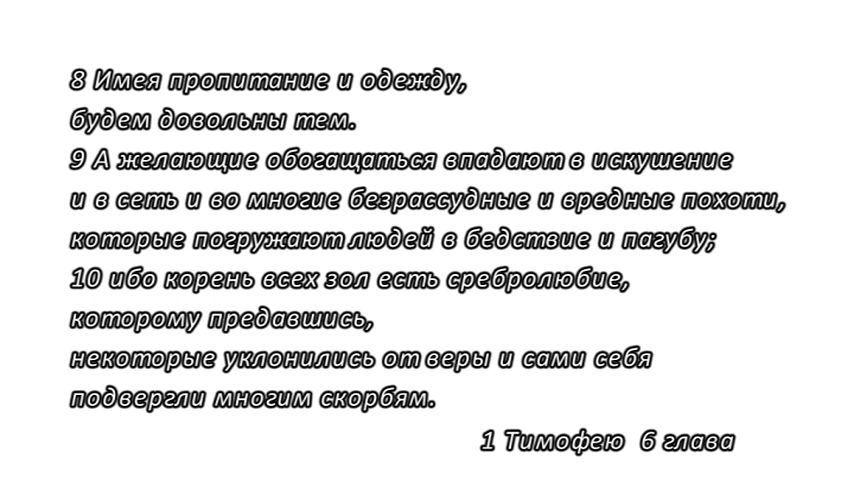 8 Имея пропитание и одежду,
будем довольны тем.
9 А желающие обогащаться впадают в искушение
и в сеть и во многие безрассудные и вредные похоти,
которые погружают людей в бедствие и пагубу;
10 ибо корень всех зол есть сребролюбие,
которому предавшись,
некоторые уклонились от веры и сами себя
подвергли многим скорбям.
1 Тимофею 6 глава